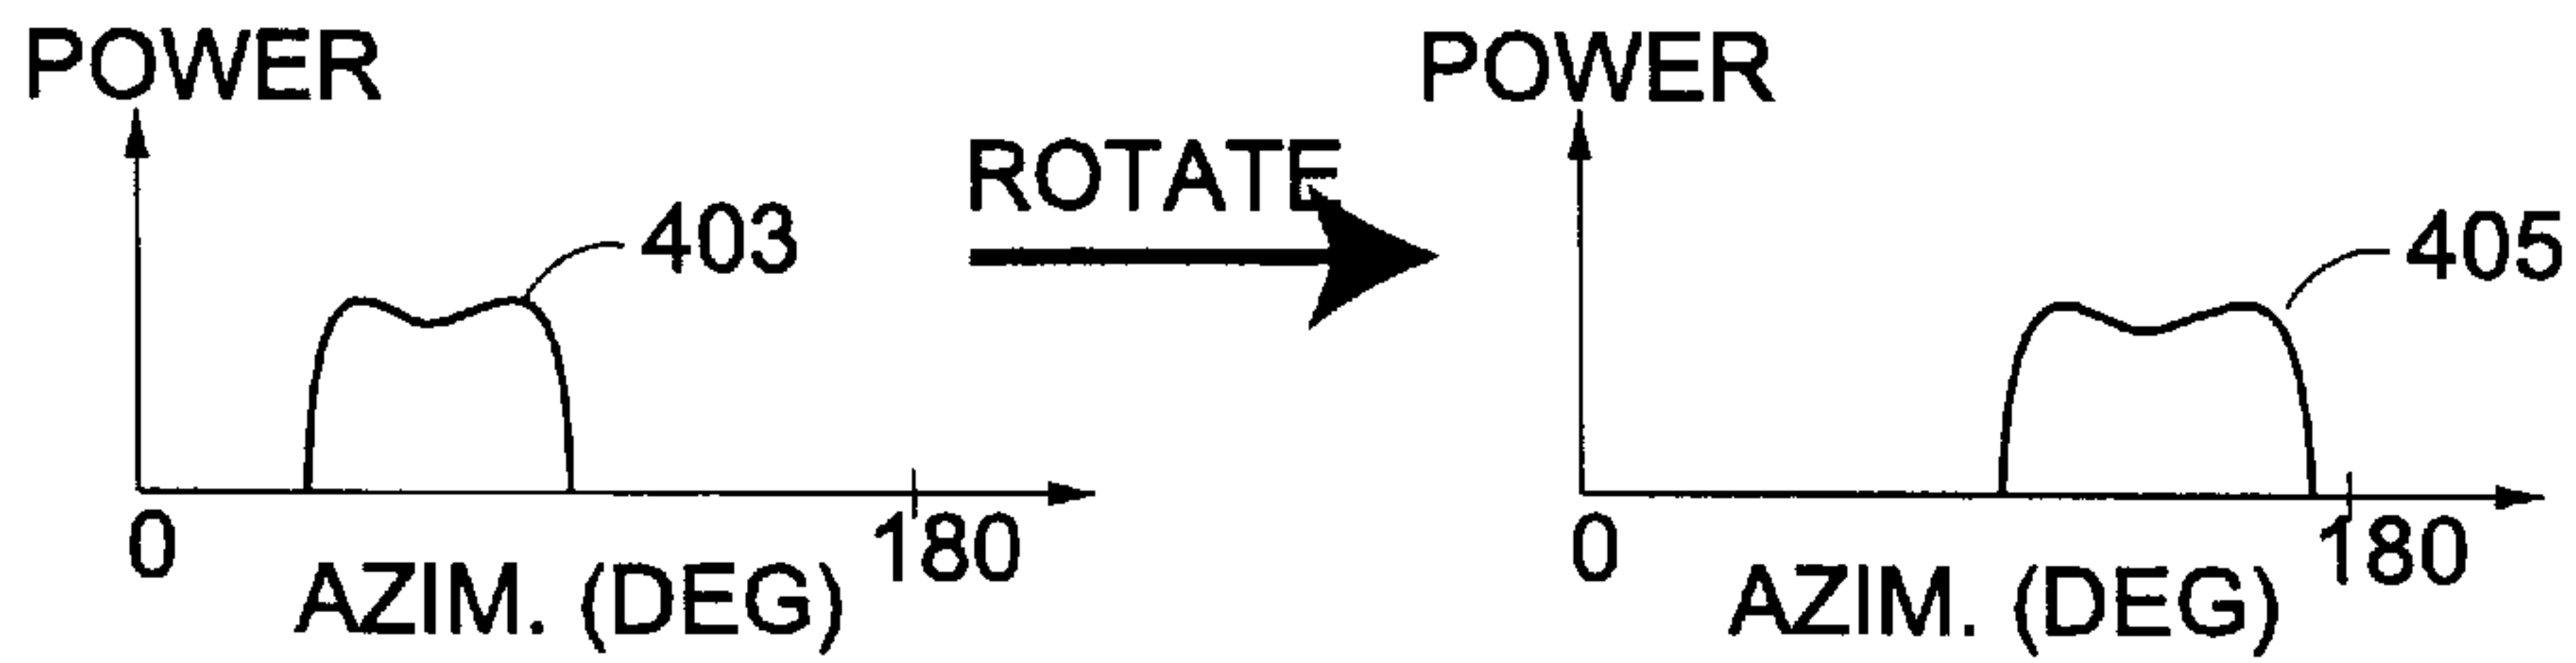 POWER
403
0
180
AZIM. (DEG)
ROTATE
POWER
405
0
180
AZIM. (DEG)